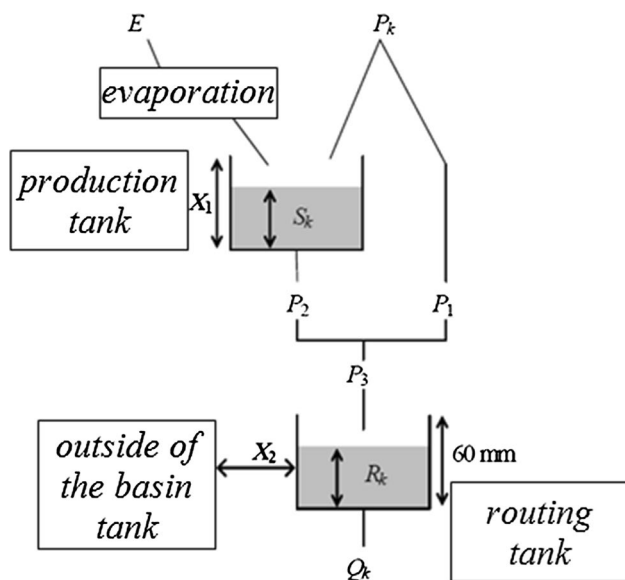 E
P_k
evaporation
production
tank
X_1
S_k
P_2
P_1
P_3
outside of
the basin
tank
X_2
R_k
60 mm
routing
tank
Q_k